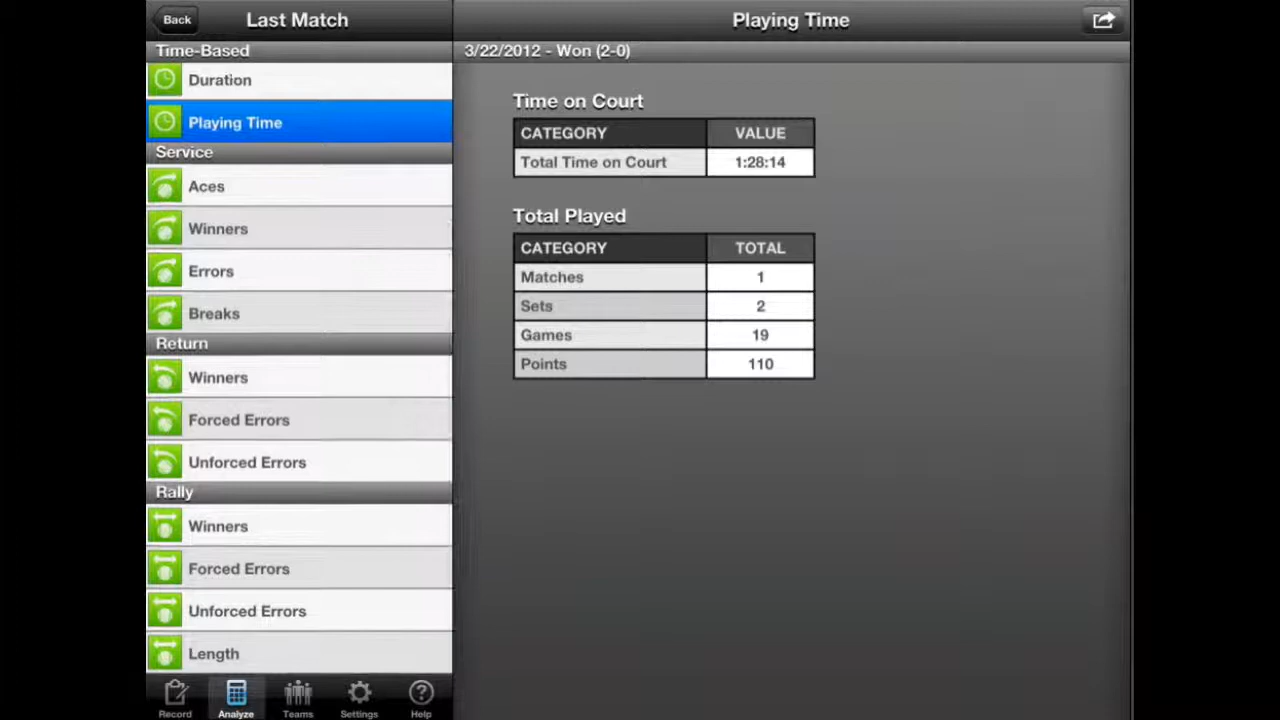 Back
Last Match
Time-Based
Duration
Playing Time
Service
Aces
Winners
Errors
Breaks
Return
Winners
Forced Errors
Unforced Errors
Rally
Winners
Forced Errors
Unforced Errors
Length
Record Analyze Teams Settings Help
Playing Time
3/22/2012 - Won (2-0)
Time on Court
CATEGORY VALUE
Total Time on Court 1:28:14
Total Played
CATEGORY TOTAL
Matches 1
Sets 2
Games 19
Points 110